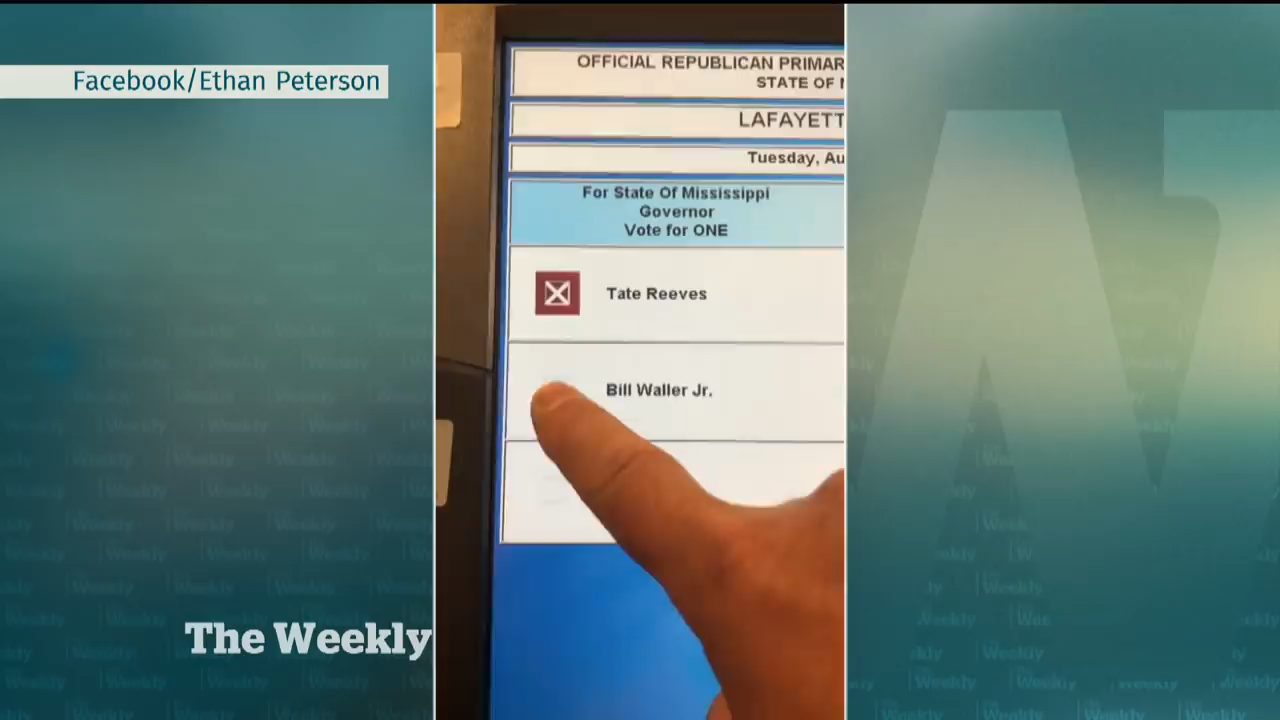 Facebook/Ethan Peterson
OFFICIAL REPUBLICAN PRIMAR
STATE OF
LAFAYETT
Tuesday, Au
For State Of Mississippi
Governor
Vote for ONE
Tate Reeves
Bill Waller Jr.
The Weekly